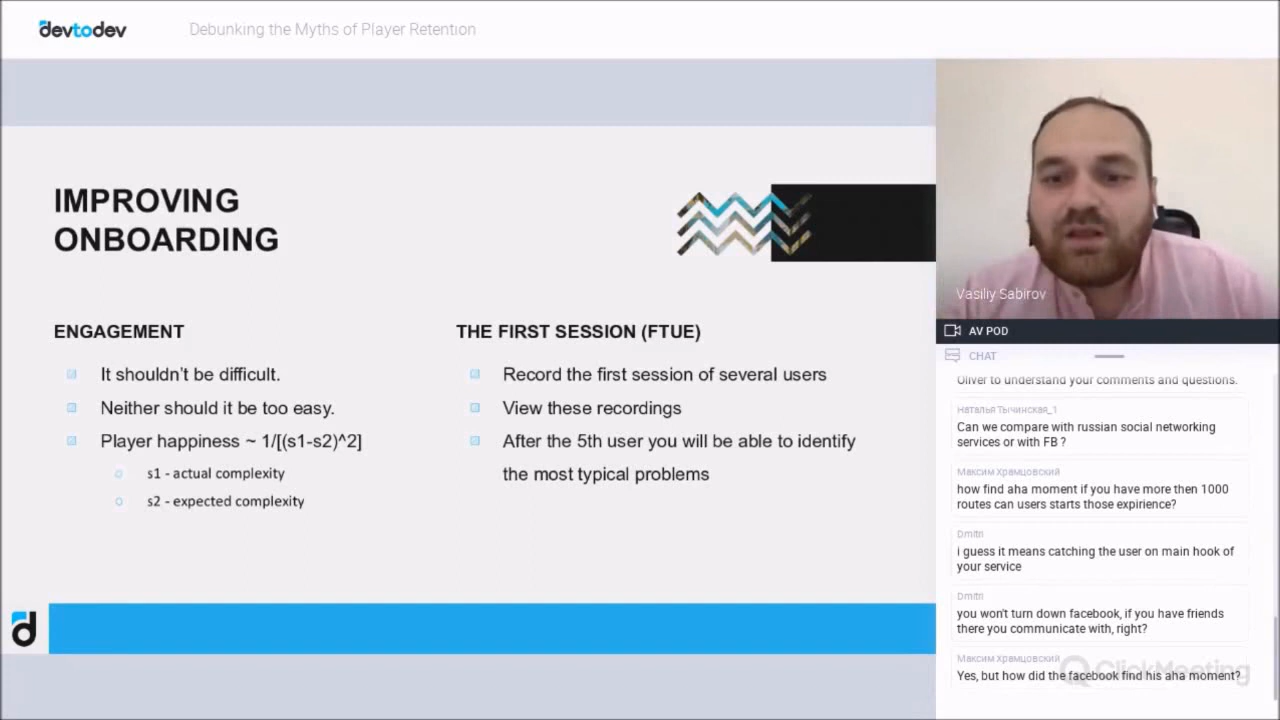 devtodev
Debunking the Myths of Player Retention
IMPROVING
ONBOARDING
ENGAGEMENT
It shouldn't be difficult.
Neither should it be too easy.
Player happiness ~ 1/[(s1-s2)^2]
s1 - actual complexity
s2 - expected complexity
THE FIRST SESSION (FTUE)
Record the first session of several users
View these recordings
After the 5th user you will be able to identify
the most typical problems
d
Vasiliy Sabirov
AV POD
CHAT
Oliver to understand your comments and questions.
Наталья Тычинская_1
Can we compare with russian social networking
services or with FB ?
Максим Храмцовский
how find aha moment if you have more then 1000
routes can users starts those expirience?
Dmitri
i guess it means catching the user on main hook of
your service
Dmitri
you won't turn down facebook, if you have friends
there you communicate with, right?
Максим Храмцовский
Yes, but how did the facebook find his aha moment?
ClickMeeting